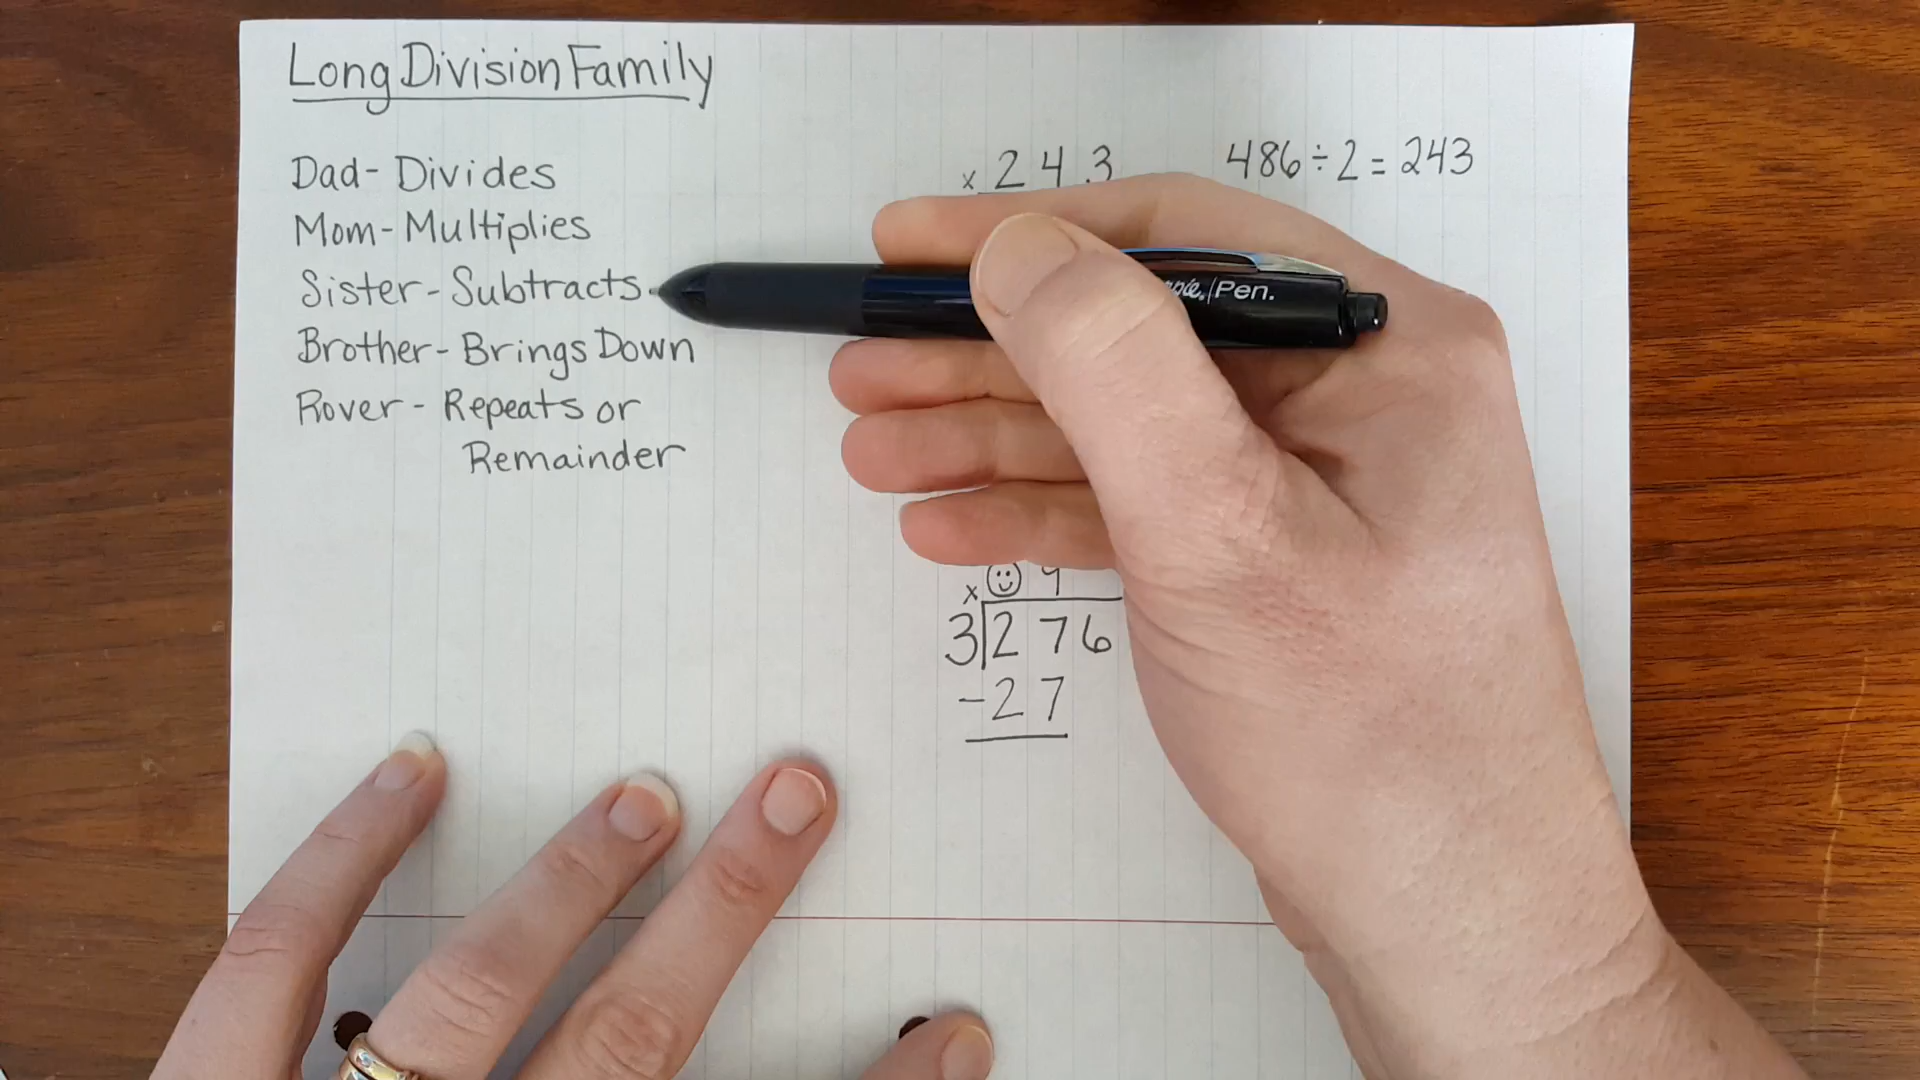 Long Division Family
Dad- Divides
Mom- Multiplies
Sister- Subtracts
Brother- Brings Down
Rover - Repeats or
Remainder
x 2 4 3
486 ÷ 2 = 243
Pen.
x 9
3 2 7 6
- 2 7